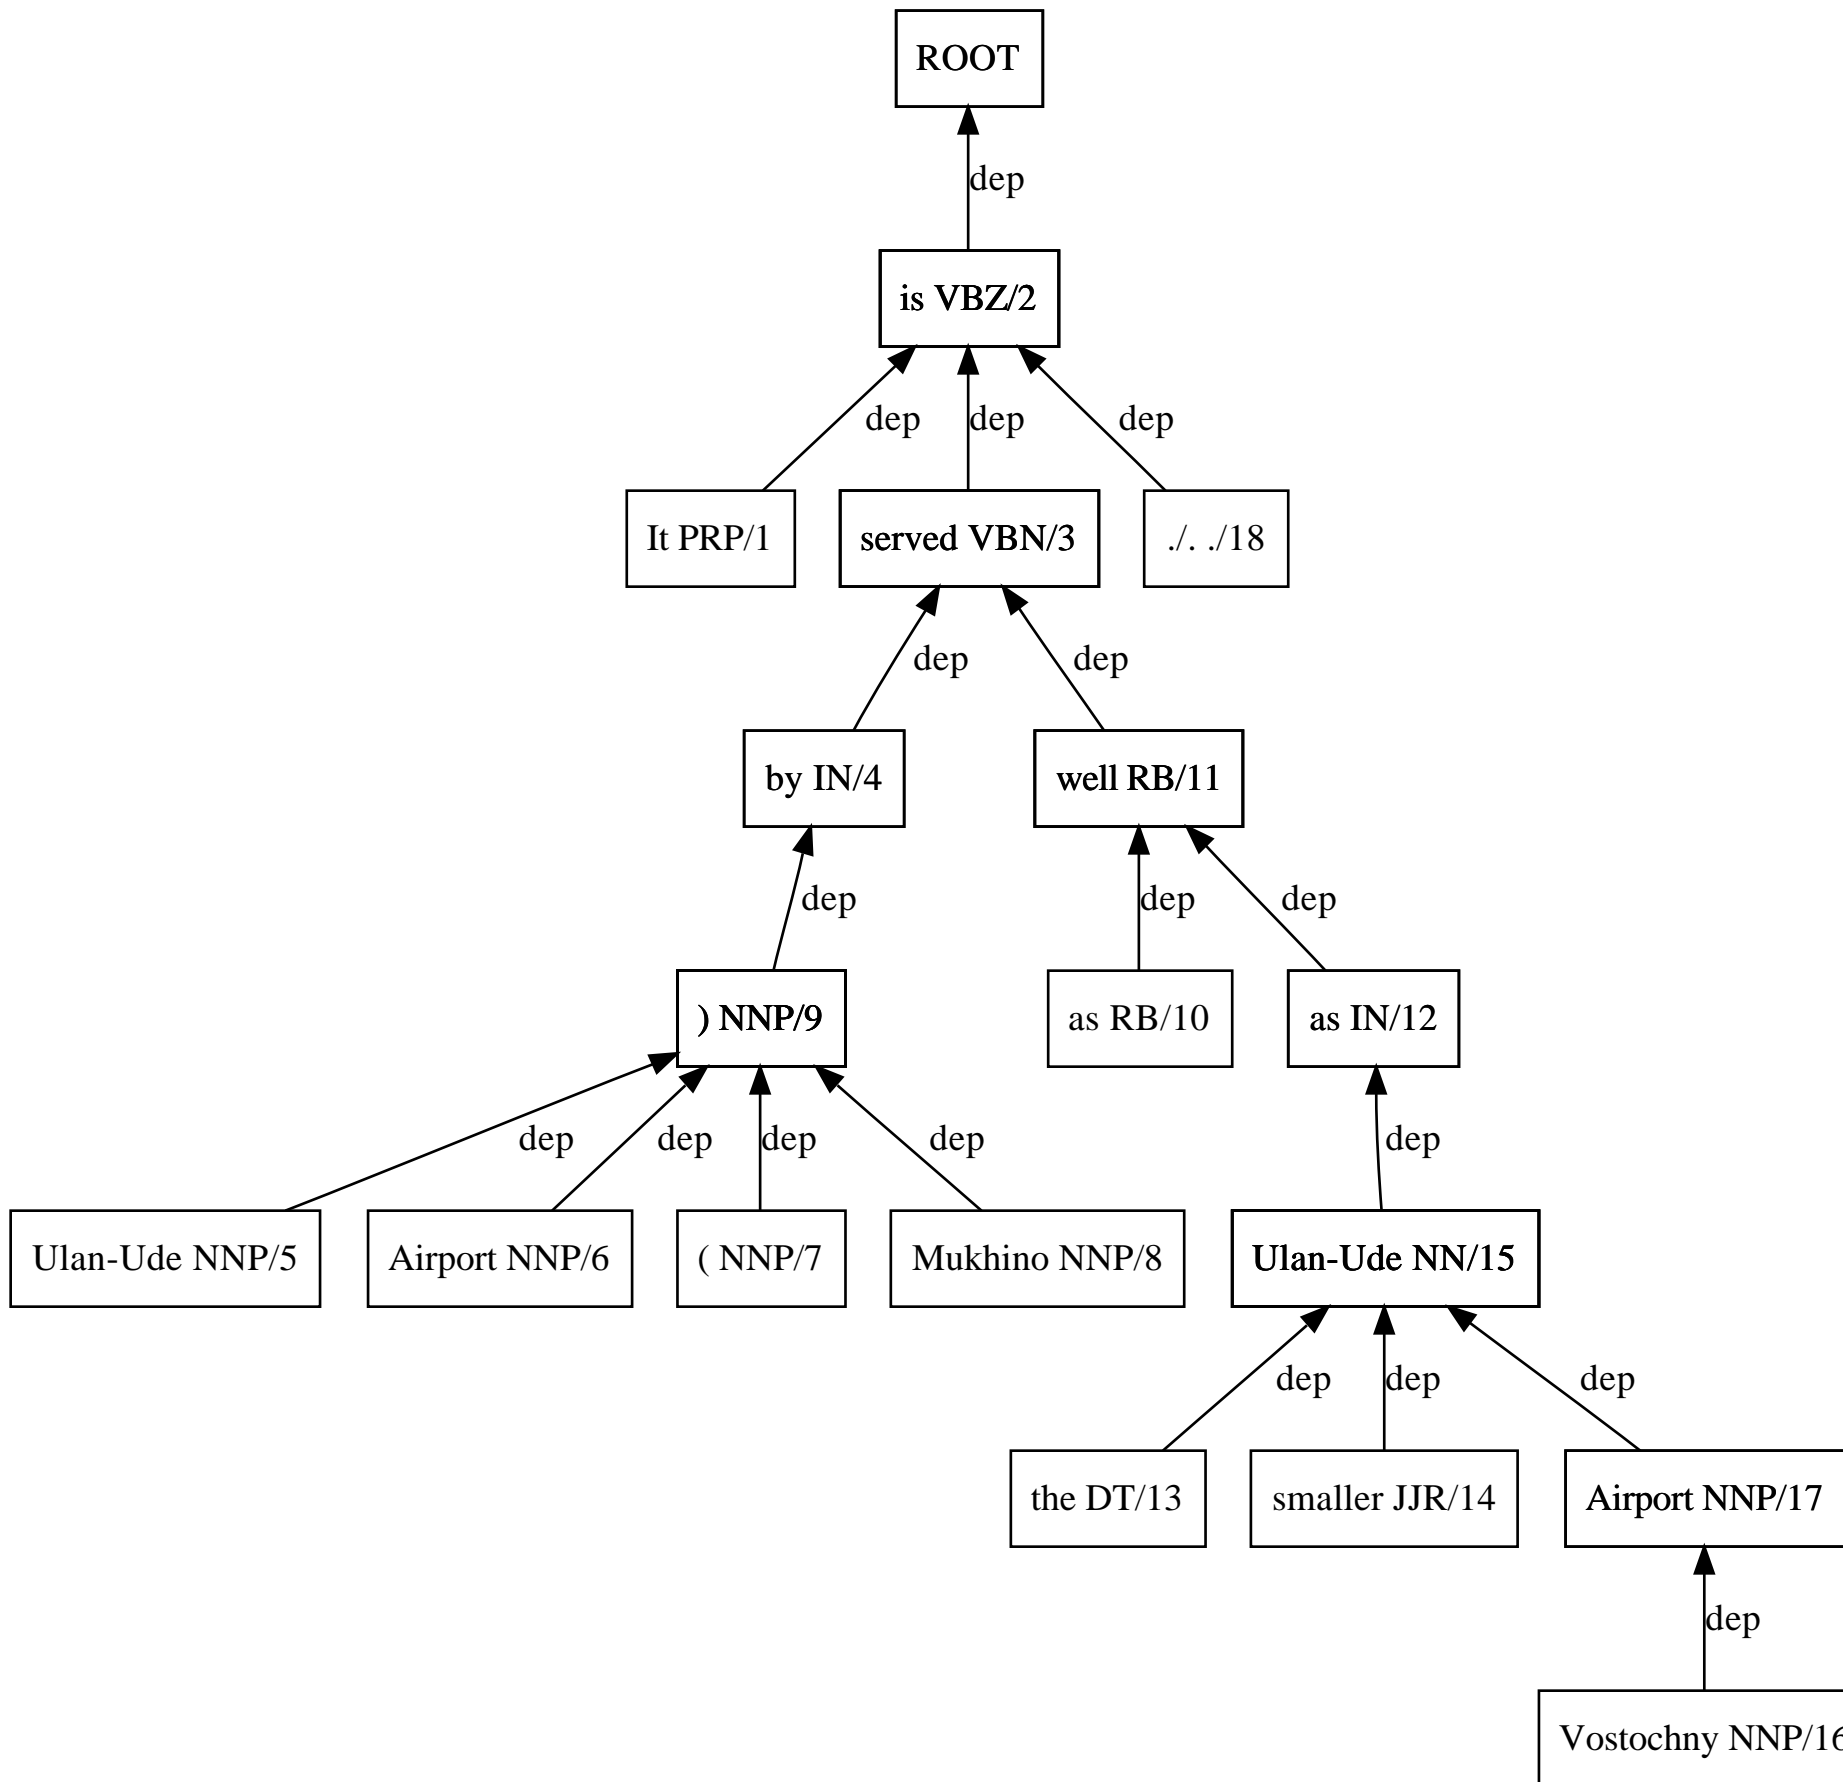 ROOT
dep
is VBZ/2
dep dep dep
It PRP/1 served VBN/3 ./. ./18
dep dep
by IN/4 well RB/11
dep dep dep
) NNP/9 as RB/10 as IN/12
dep dep dep dep dep
Ulan-Ude NNP/5 Airport NNP/6 ( NNP/7 Mukhino NNP/8 Ulan-Ude NN/15
dep dep dep
the DT/13 smaller JJR/14 Airport NNP/17
dep
Vostochny NNP/16